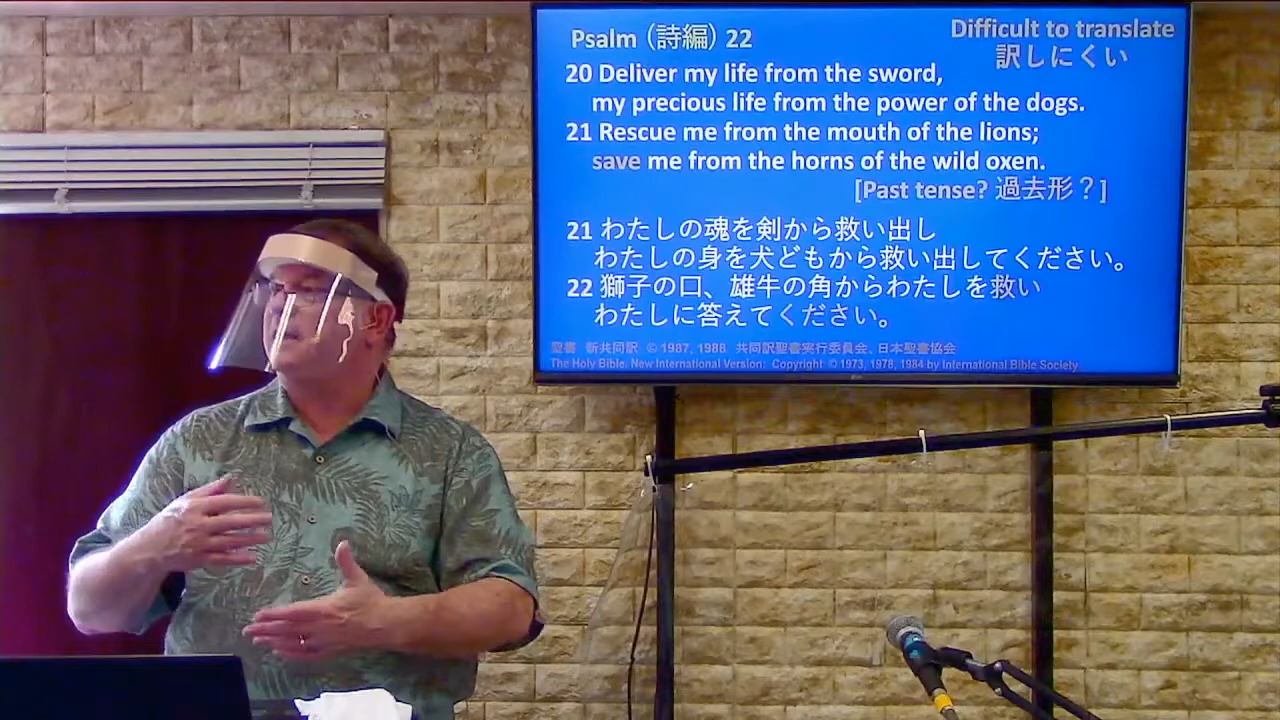 Psalm（詩編）22
Difficult to translate
訳しにくい
20 Deliver my life from the sword,
my precious life from the power of the dogs.
21 Rescue me from the mouth of the lions;
save me from the horns of the wild oxen.
[Past tense? 過去形？]
21 わたしの魂を剣から救い出し
わたしの身を犬どもから救い出してください。
22 獅子の口、雄牛の角からわたしを救い
わたしに答えてください。
聖書 新共同訳 © 1987, 1988 共同訳聖書実行委員会、日本聖書協会
The Holy Bible. New International Version: Copyright © 1973, 1978, 1984 by International Bible Society